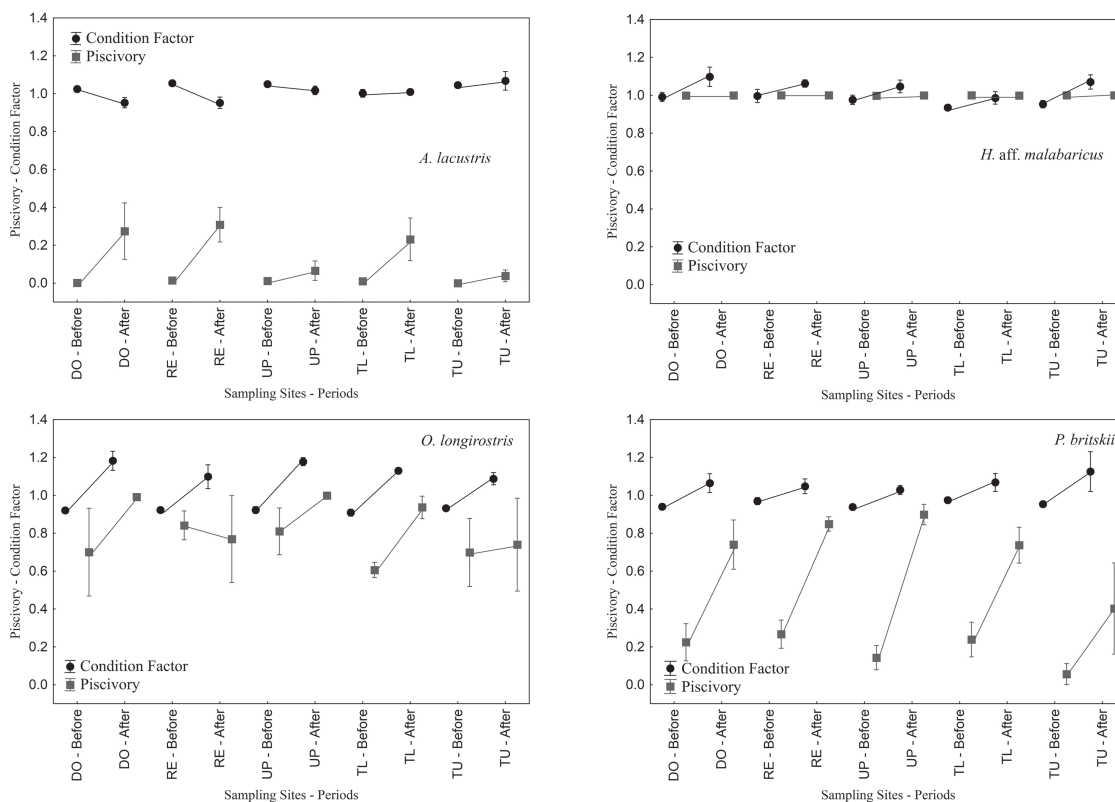 1.4
1.2
1.0
0.8
0.6
0.4
0.2
0.0
Piscivory - Condition Factor
Condition Factor
Piscivory
A. lacustris
DO - Before
DO - After
RE - Before
RE - After
UP - Before
UP - After
TL - Before
TL - After
TU - Before
TU - After
Sampling Sites - Periods
1.4
1.2
1.0
0.8
0.6
0.4
0.2
0.0
Piscivory - Condition Factor
H. aff. malabaricus
Condition Factor
Piscivory
DO - Before
DO - After
RE - Before
RE - After
UP - Before
UP - After
TL - Before
TL - After
TU - Before
TU - After
Sampling Sites - Periods
1.4
1.2
1.0
0.8
0.6
0.4
0.2
0.0
Piscivory - Condition Factor
O. longirostris
Condition Factor
Piscivory
DO - Before
DO - After
RE - Before
RE - After
UP - Before
UP - After
TL - Before
TL - After
TU - Before
TU - After
Sampling Sites - Periods
1.4
1.2
1.0
0.8
0.6
0.4
0.2
0.0
Piscivory - Condition Factor
P. britskii
Condition Factor
Piscivory
DO - Before
DO - After
RE - Before
RE - After
UP - Before
UP - After
TL - Before
TL - After
TU - Before
TU - After
Sampling Sites - Periods